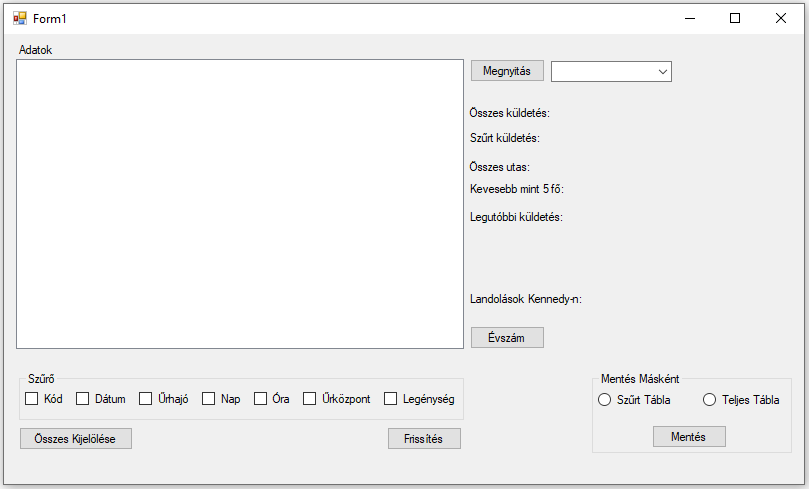 Form1
Adatok
Megnyitás
Összes küldetés:
Szűrt küldetés:
Összes utas:
Kevesebb mint 5 fő:
Legutóbbi küldetés:
Landolások Kennedy-n:
Évszám
Szűrő
Kód Dátum Űrhajó Nap Óra Űrközpont Legénység
Összes Kijelölése
Frissítés
Mentés Másként
Szűrt Tábla Teljes Tábla
Mentés